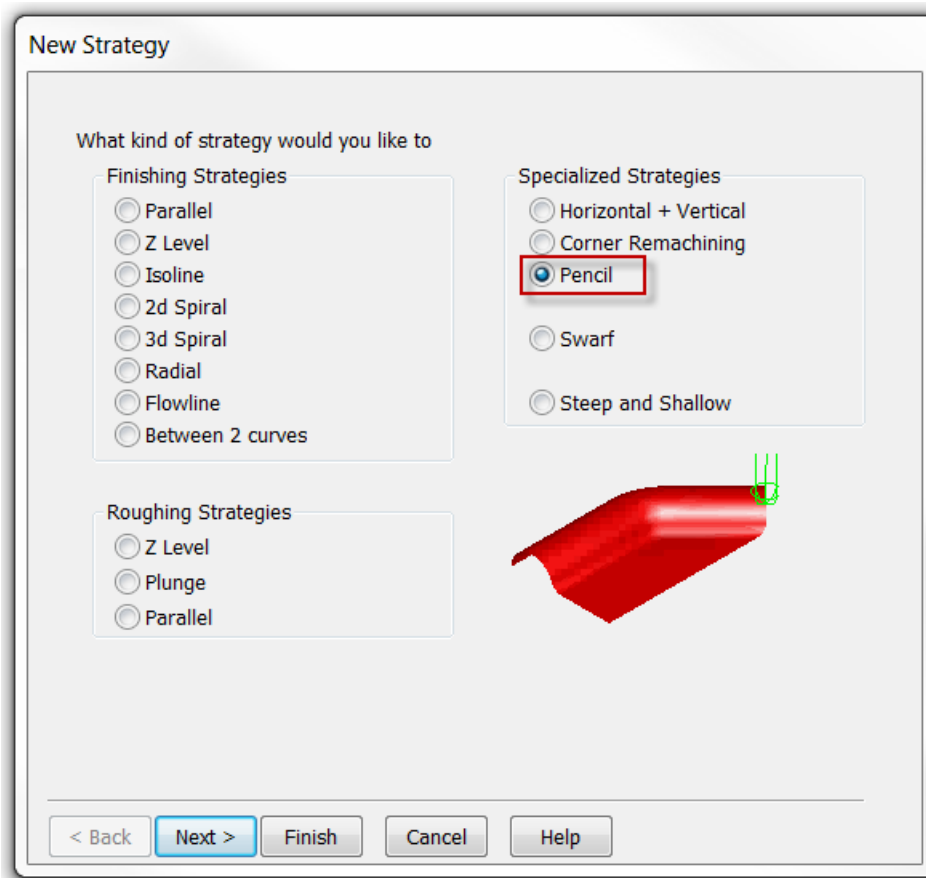 New Strategy
What kind of strategy would you like to
Finishing Strategies
Parallel
Z Level
Isoline
2d Spiral
3d Spiral
Radial
Flowline
Between 2 curves
Roughing Strategies
Z Level
Plunge
Parallel
Specialized Strategies
Horizontal + Vertical
Corner Remachining
Pencil
Swarf
Steep and Shallow
< Back
Next >
Finish
Cancel
Help